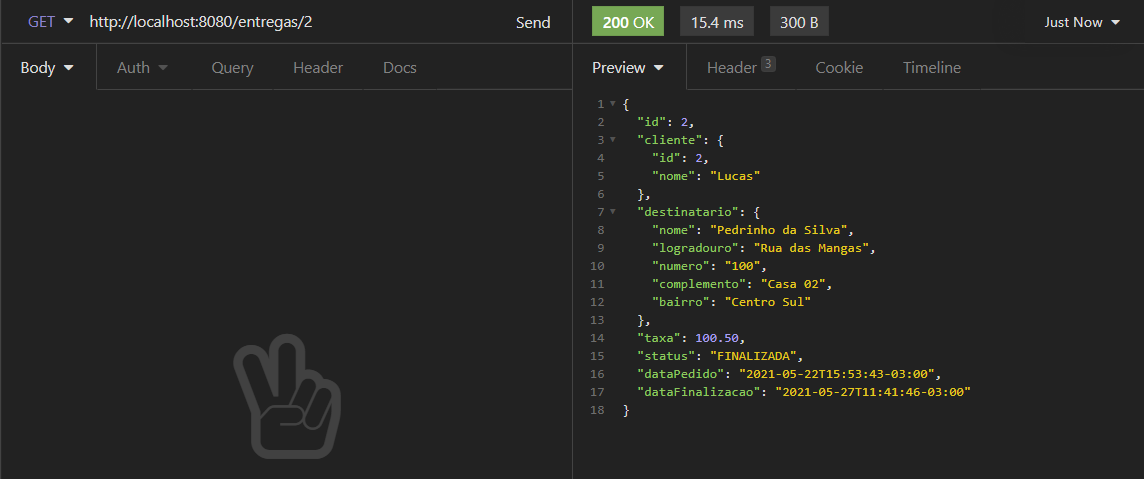 GET http://localhost:8080/entregas/2 Send 200 OK 15.4 ms 300 B Just Now
Body Auth Query Header Docs Preview Header 3 Cookie Timeline
1 {
2 "id": 2,
3 "cliente": {
4 "id": 2,
5 "nome": "Lucas"
6 },
7 "destinatario": {
8 "nome": "Pedrinho da Silva",
9 "logradouro": "Rua das Mangas",
10 "numero": "100",
11 "complemento": "Casa 02",
12 "bairro": "Centro Sul"
13 },
14 "taxa": 100.50,
15 "status": "FINALIZADA",
16 "dataPedido": "2021-05-22T15:53:43-03:00",
17 "dataFinalizacao": "2021-05-27T11:41:46-03:00"
18 }